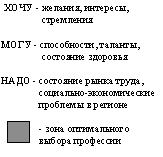 ХОЧУ - желания, интересы,
стремления
МОГУ - способности, таланты,
состояние здоровья
НАДО - состояние рынка труда,
социально-экономические
проблемы в регионе
- зона оптимального
выбора профессии